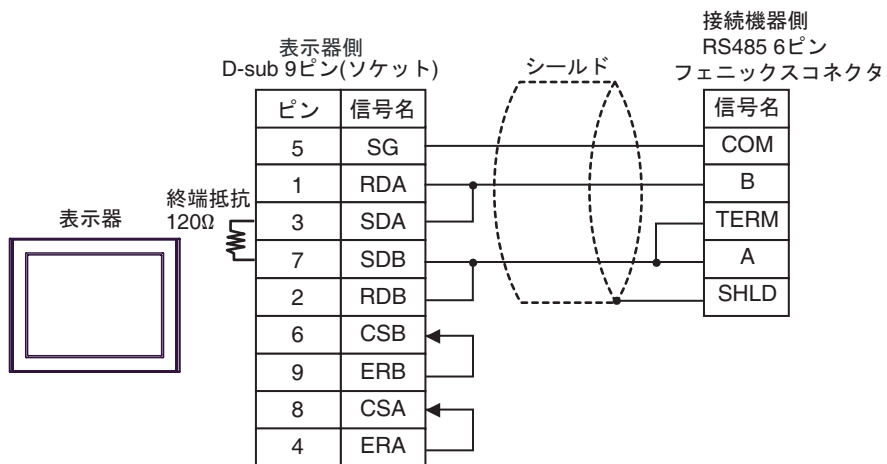 表示器側
D-sub 9ピン(ソケット)
シールド
接続機器側
RS485 6ピン
フェニックスコネクタ
ピン 信号名
信号名
5 SG
COM
1 RDA
B
終端抵抗
120Ω
3 SDA
TERM
表示器
7 SDB
A
2 RDB
SHLD
6 CSB
9 ERB
8 CSA
4 ERA